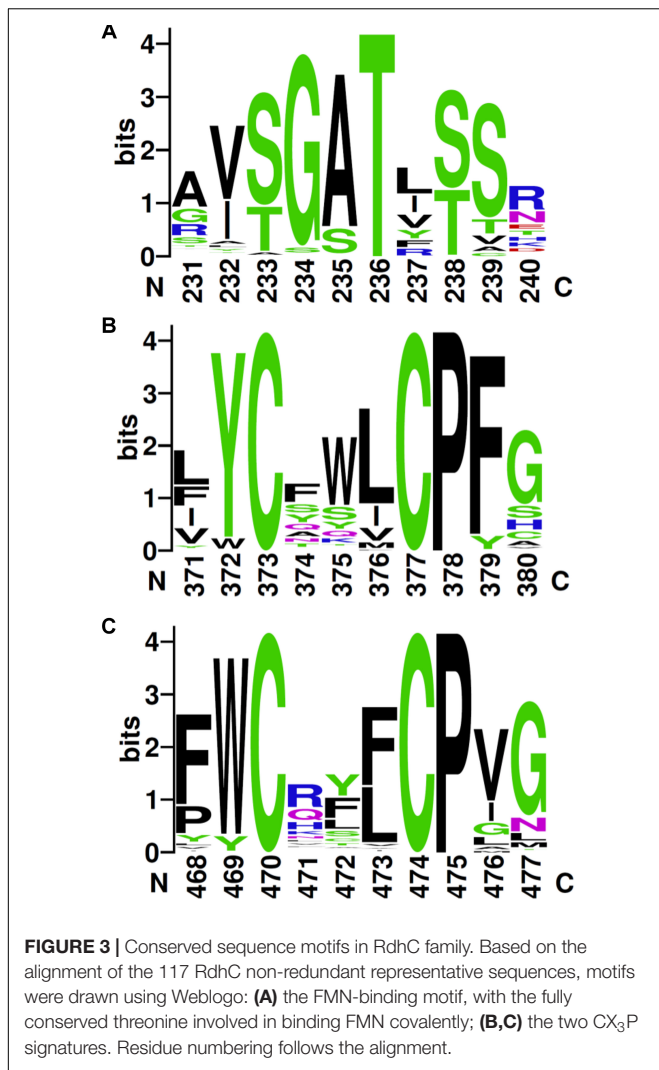 A
bits
4
3
2
1
0
A V S G A T L S S R
G I T S S I T T N
R A A V V E
S Y A T
F G H
R K
D
N 231 232 233 234 235 236 237 238 239 240 C
B
bits
4
3
2
1
0
L Y C F W L C P F G
F W S S I Y S
I Y Y V H
V Q Q M C
A K A
N
N 371 372 373 374 375 376 377 378 379 380 C
C
bits
4
3
2
1
0
F W C R Y F C P V G
P Y Q F L I N
Y H L G L
K S L M
N 468 469 470 471 472 473 474 475 476 477 C
FIGURE 3 | Conserved sequence motifs in RdhC family. Based on the
alignment of the 117 RdhC non-redundant representative sequences, motifs
were drawn using Weblogo: (A) the FMN-binding motif, with the fully
conserved threonine involved in binding FMN covalently; (B,C) the two CX3P
signatures. Residue numbering follows the alignment.